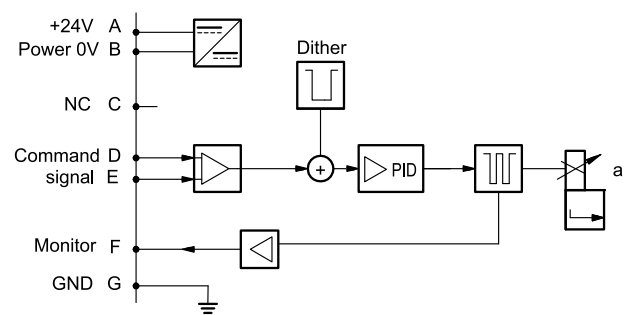 +24V A
Power 0V B
Dither
NC C
Command D
signal E
+
PID
a
Monitor F
GND G